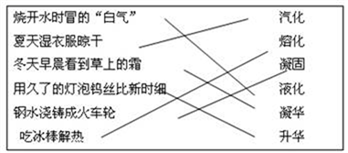 烧开水时冒的“白气” 汽化
夏天湿衣服晾干 熔化
冬天早晨看到草上的霜 凝固
用久了的灯泡钨丝比新时细 液化
钢水浇铸成火车轮 凝华
吃冰棒解热 升华